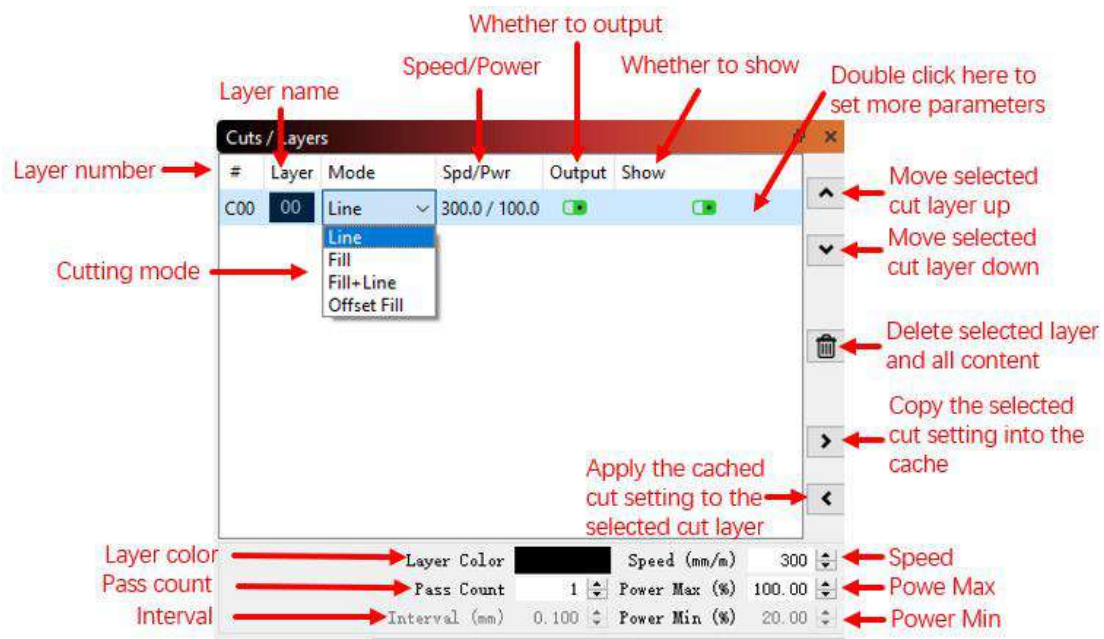 Whether to output
Speed/Power
Whether to show
Double click here to
set more parameters
Layer name
Cuts / Layers
Layer number
# Layer Mode Spd/Pwr Output Show
C00 00 Line 300.0 / 100.0
Line
Fill
Fill+Line
Offset Fill
Cutting mode
Move selected
cut layer up
Move selected
cut layer down
Delete selected layer
and all content
Copy the selected
cut setting into the
cache
Apply the cached
cut setting to the
selected cut layer
Layer color
Layer Color Speed (mm/m) 300
Speed
Pass count
Pass Count 1 Power Max (%) 100.00
Powe Max
Interval
Interval (mm) 0.100 Power Min (%) 20.00
Power Min